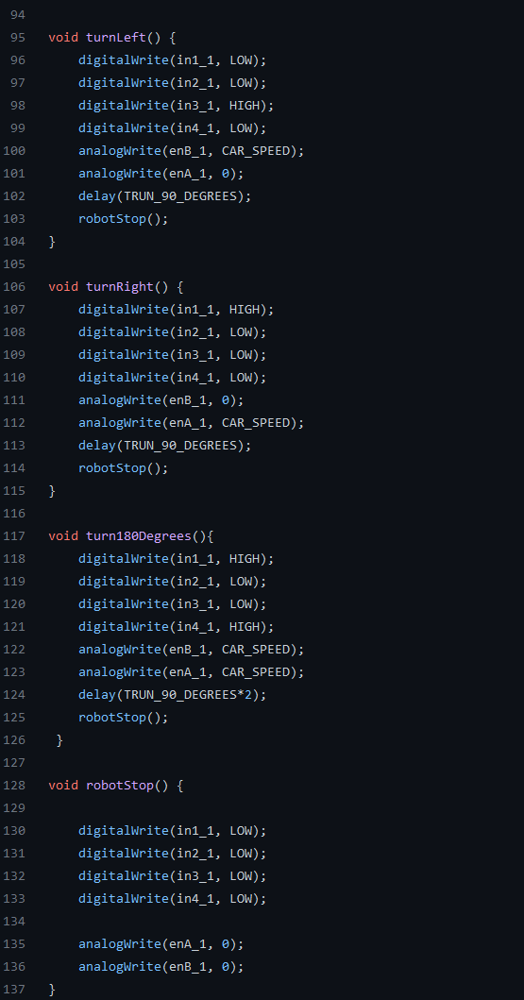 94
95 void turnLeft() {
96 digitalWrite(in1_1, LOW);
97 digitalWrite(in2_1, LOW);
98 digitalWrite(in3_1, HIGH);
99 digitalWrite(in4_1, LOW);
100 analogWrite(enB_1, CAR_SPEED);
101 analogWrite(enA_1, 0);
102 delay(TRUN_90_DEGREES);
103 robotStop();
104 }
105
106 void turnRight() {
107 digitalWrite(in1_1, HIGH);
108 digitalWrite(in2_1, LOW);
109 digitalWrite(in3_1, LOW);
110 digitalWrite(in4_1, LOW);
111 analogWrite(enB_1, 0);
112 analogWrite(enA_1, CAR_SPEED);
113 delay(TRUN_90_DEGREES);
114 robotStop();
115 }
116
117 void turn180Degrees(){
118 digitalWrite(in1_1, HIGH);
119 digitalWrite(in2_1, LOW);
120 digitalWrite(in3_1, LOW);
121 digitalWrite(in4_1, HIGH);
122 analogWrite(enB_1, CAR_SPEED);
123 analogWrite(enA_1, CAR_SPEED);
124 delay(TRUN_90_DEGREES*2);
125 robotStop();
126 }
127
128 void robotStop() {
129
130 digitalWrite(in1_1, LOW);
131 digitalWrite(in2_1, LOW);
132 digitalWrite(in3_1, LOW);
133 digitalWrite(in4_1, LOW);
134
135 analogWrite(enA_1, 0);
136 analogWrite(enB_1, 0);
137 }